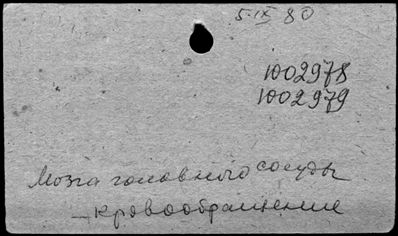 5.IX 80
1002978
1002979
Мозга головного сосуды
— кровообращение